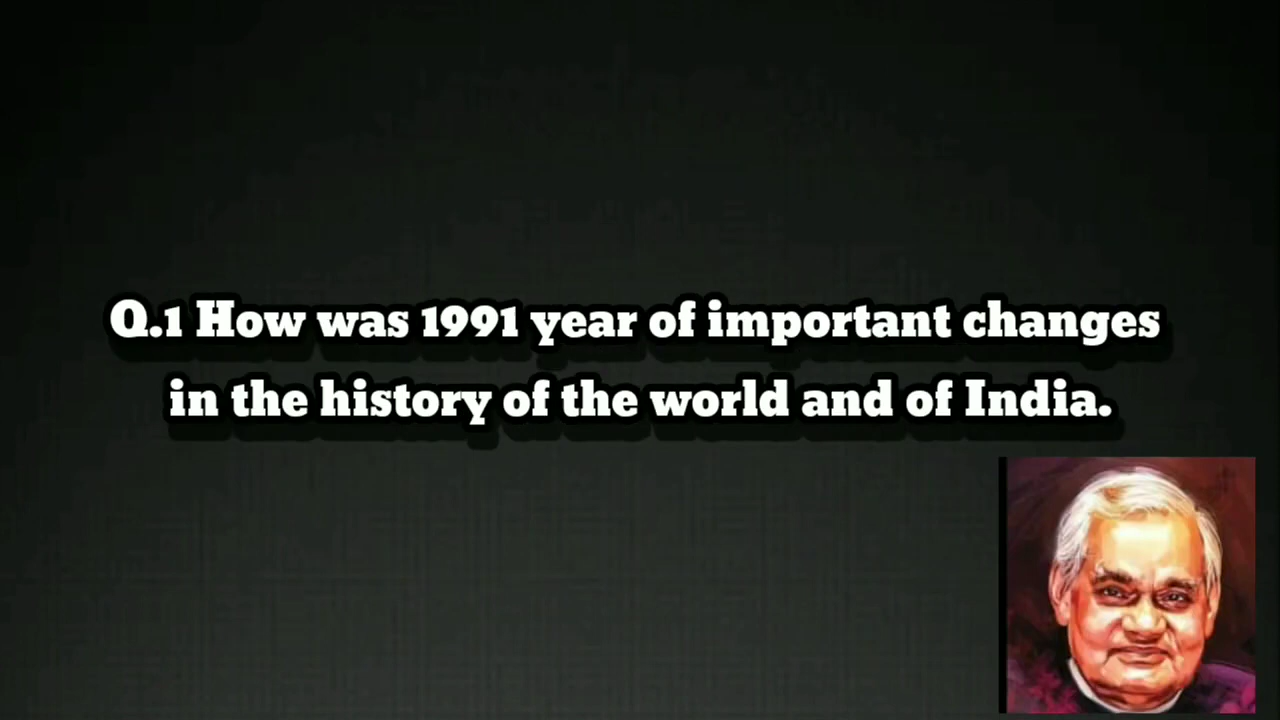 Q.1 How was 1991 year of important changes
in the history of the world and of India.